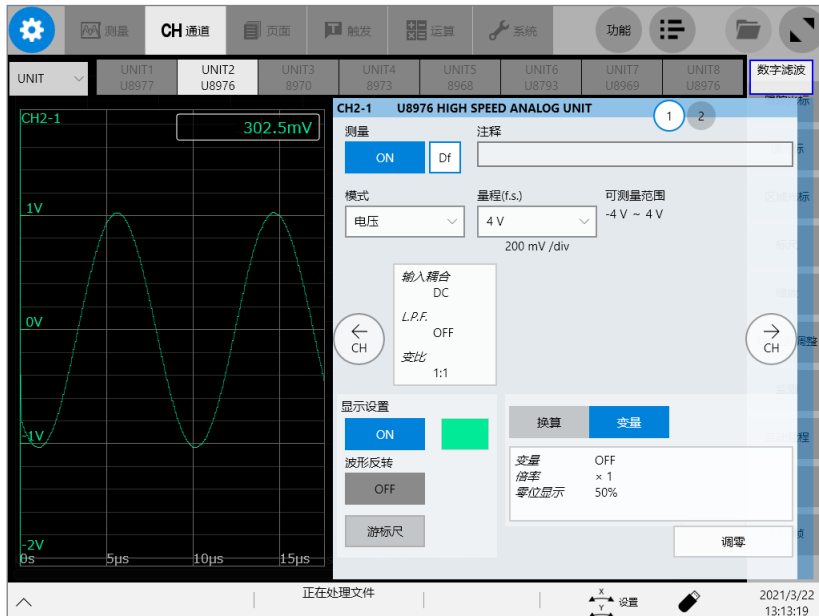 测量
CH 通道
页面
触发
运算
系统
功能
UNIT
UNIT1
U8977
UNIT2
U8976
UNIT3
8970
UNIT4
8973
UNIT5
8968
UNIT6
U8793
UNIT7
U8969
UNIT8
U8976
数字滤波
CH2-1
302.5mV
1V
0V
-1V
-2V
0s
5µs
10µs
15µs
CH2-1 U8976 HIGH SPEED ANALOG UNIT
1
2
测量
ON
Df
注释
模式
电压
量程(f.s.)
4 V
200 mV /div
可测量范围
-4 V ~ 4 V
输入耦合
DC
L.P.F.
OFF
变比
1:1
← CH
→ CH
显示设置
ON
波形反转
OFF
游标尺
换算
变量
变量 OFF
倍率 × 1
零位显示 50%
调零
正在处理文件
X
Y
设置
2021/3/22
13:13:19